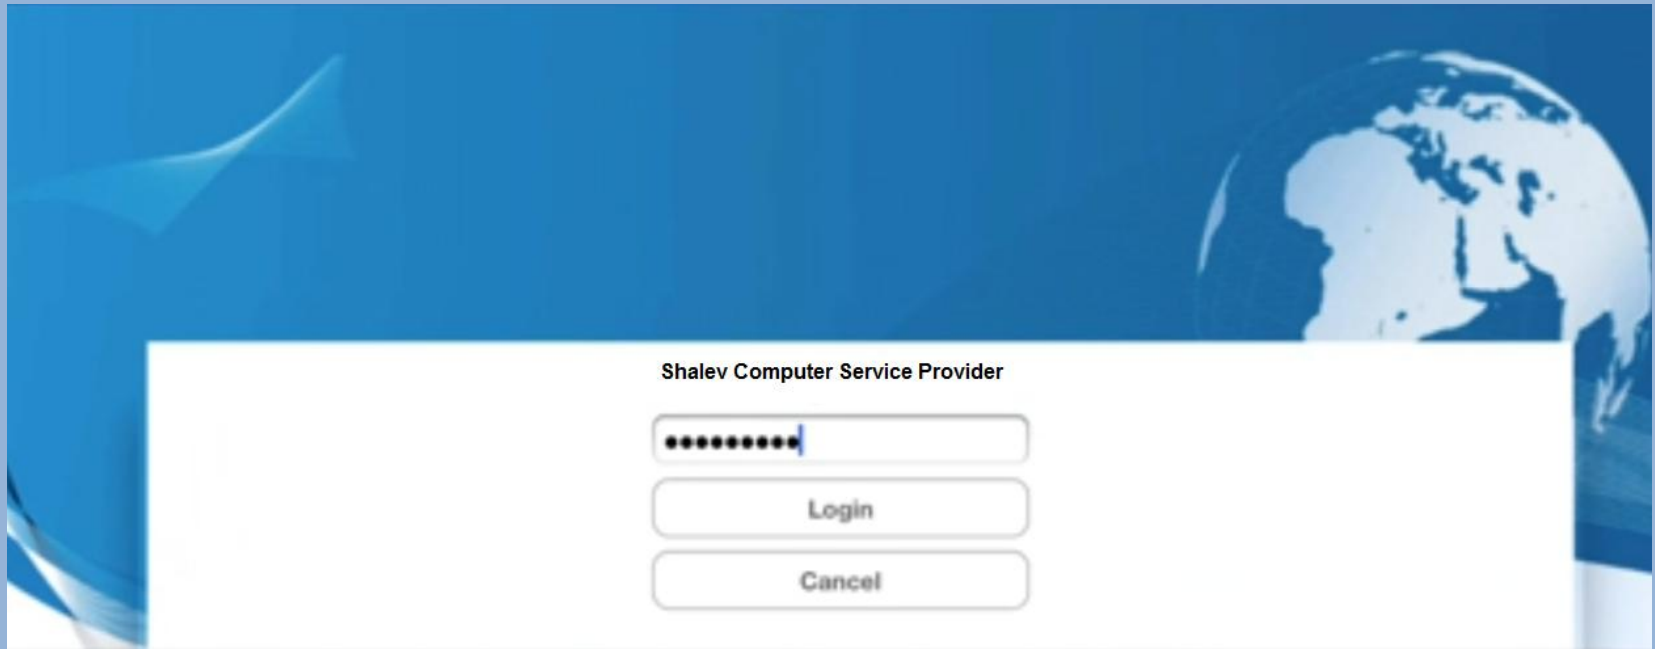 Shalev Computer Service Provider
•••••••••
Login
Cancel